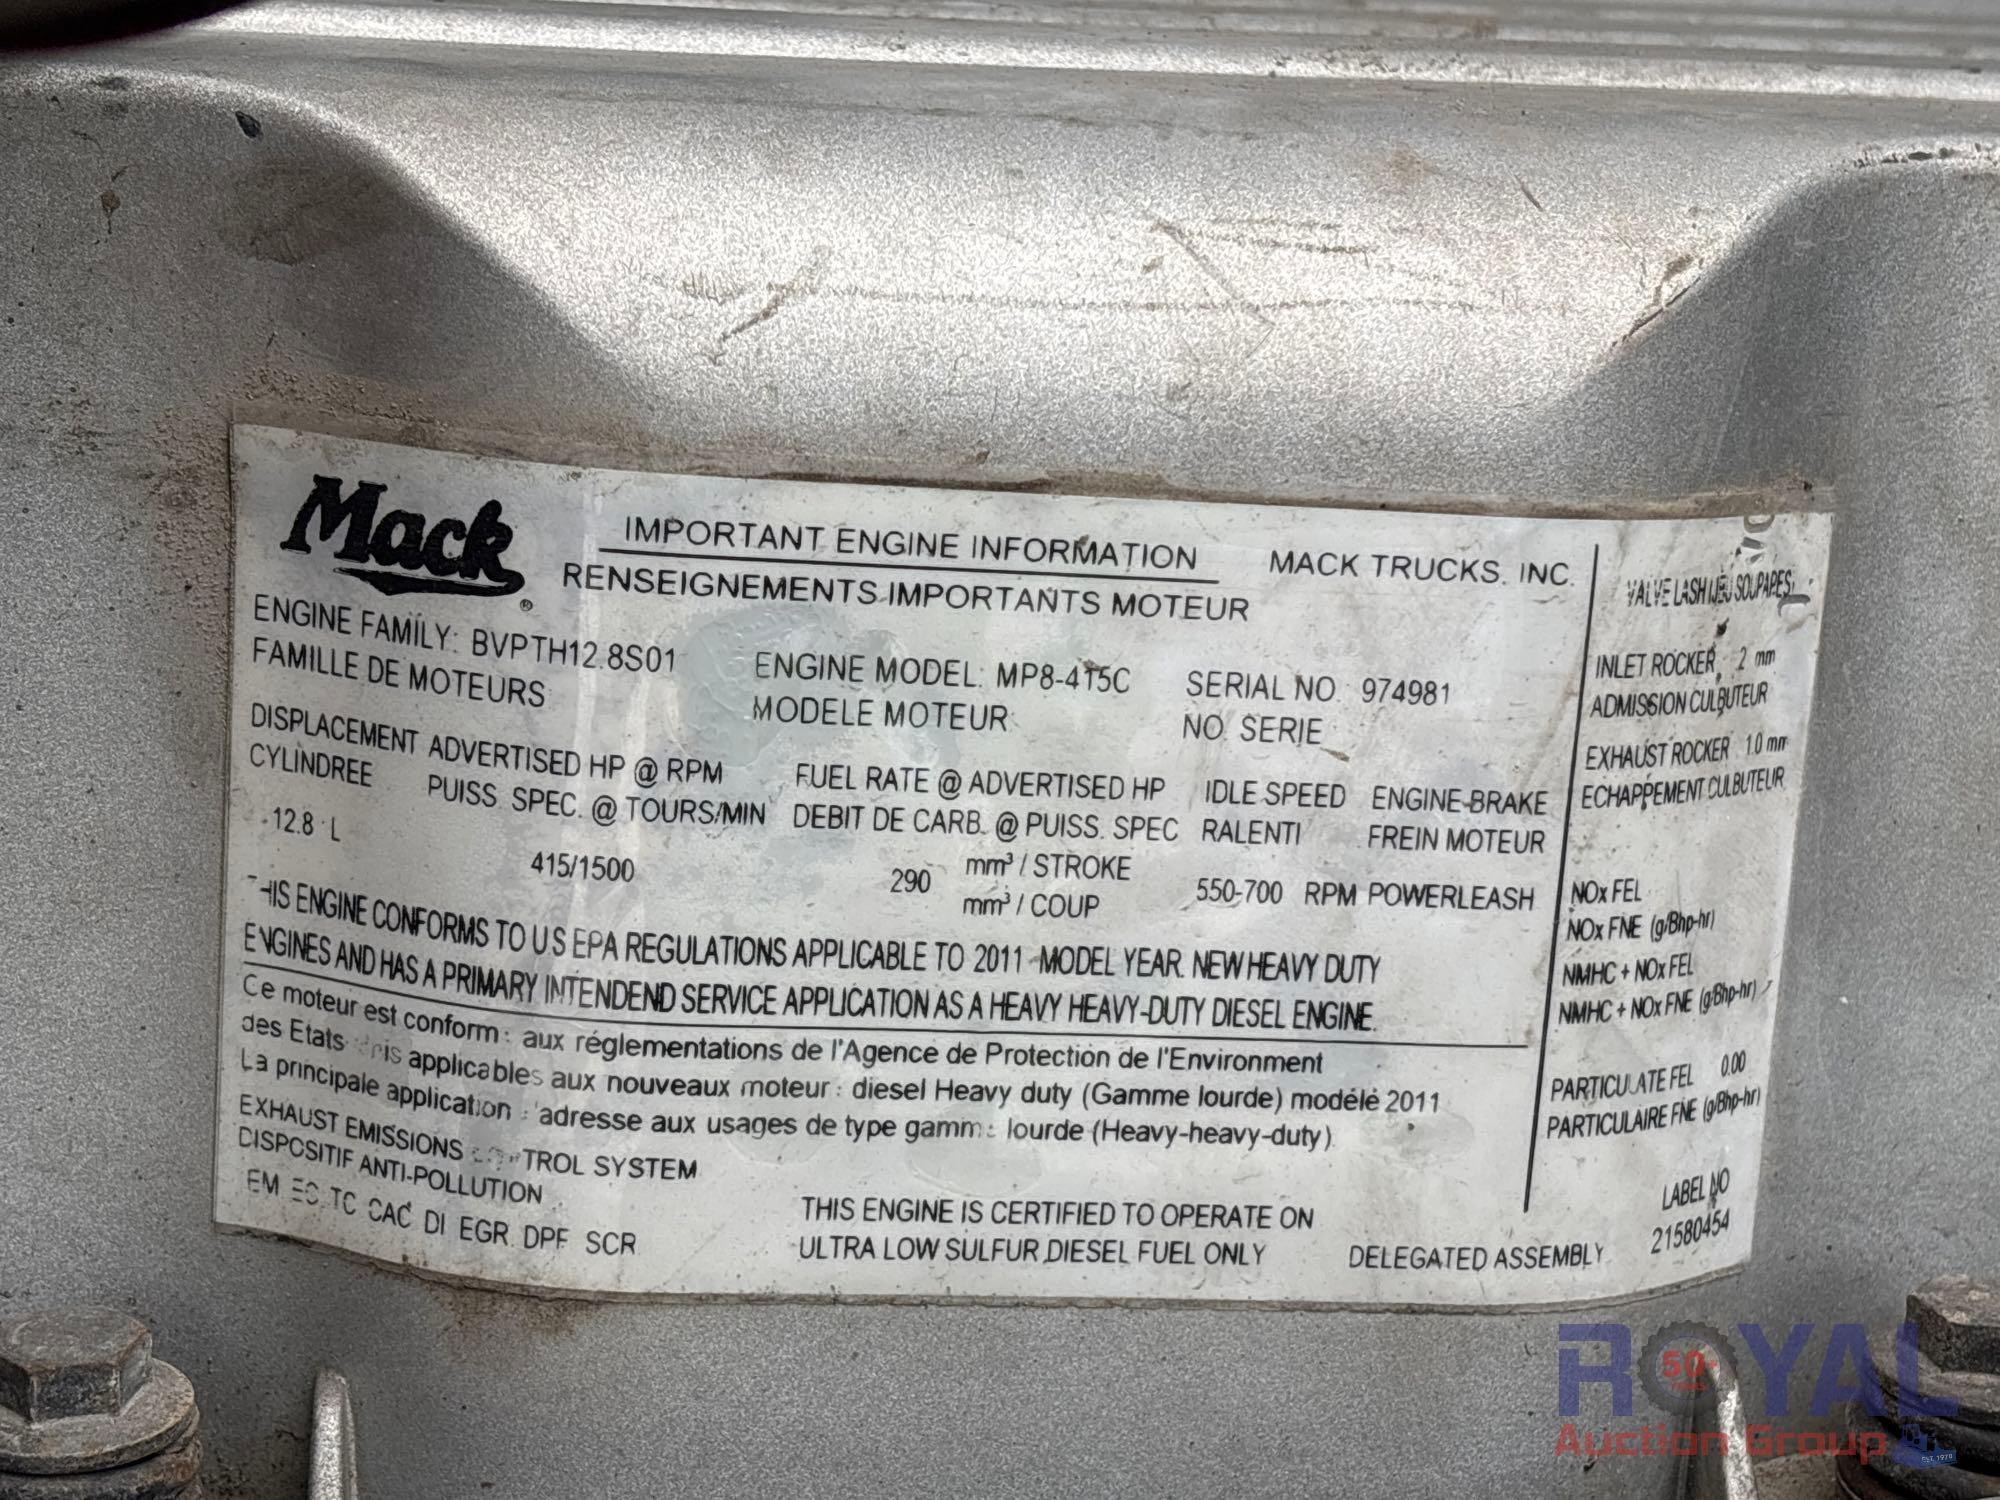 Mack
®
IMPORTANT ENGINE INFORMATION
MACK TRUCKS, INC.
RENSEIGNEMENTS IMPORTANTS MOTEUR
ENGINE FAMILY: BVPTH12.8S01
FAMILLE DE MOTEURS
ENGINE MODEL: MP8-415C
MODELE MOTEUR:
SERIAL NO. 974981
NO. SERIE
DISPLACEMENT
CYLINDREE
12.8 L
ADVERTISED HP @ RPM
PUISS SPEC. @ TOURS/MIN
415/1500
FUEL RATE @ ADVERTISED HP
DEBIT DE CARB. @ PUISS. SPEC
290
mm³ / STROKE
mm³ / COUP
IDLE SPEED
RALENTI
550-700 RPM
ENGINE BRAKE
FREIN MOTEUR
POWERLEASH
THIS ENGINE CONFORMS TO U S EPA REGULATIONS APPLICABLE TO 2011 MODEL YEAR NEW HEAVY DUTY
ENGINES AND HAS A PRIMARY INTENDEND SERVICE APPLICATION AS A HEAVY HEAVY-DUTY DIESEL ENGINE.
Ce moteur est conform aux réglementations de l'Agence de Protection de l'Environment
des Etats applicables aux nouveaux moteur diesel Heavy duty (Gamme lourde) modélé 2011
La principale application adresse aux usages de type gamme lourde (Heavy-heavy-duty)
EXHAUST EMISSIONS CONTROL SYSTEM
DISPOSITIF ANTI-POLLUTION
EM EC TC CAC DI EGR DPF SCR
THIS ENGINE IS CERTIFIED TO OPERATE ON
ULTRA LOW SULFUR DIESEL FUEL ONLY
DELEGATED ASSEMBLY
VALVE LASH/JEU SOUPAPES
INLET ROCKER .2 mm
ADMISSION CULBUTEUR
EXHAUST ROCKER 1.0 mm
ECHAPPEMENT CULBUTEUR
NOx FEL
NOx FNE (g/Bhp-hr)
NMHC + NOx FEL
NMHC + NOx FNE (g/Bhp-hr)
PARTICULATE FEL 0.00
PARTICULAIRE FNE (g/Bhp-hr)
LABEL NO
21580454
ROYAL
50+
YEARS
Auction Group
EST. 1970